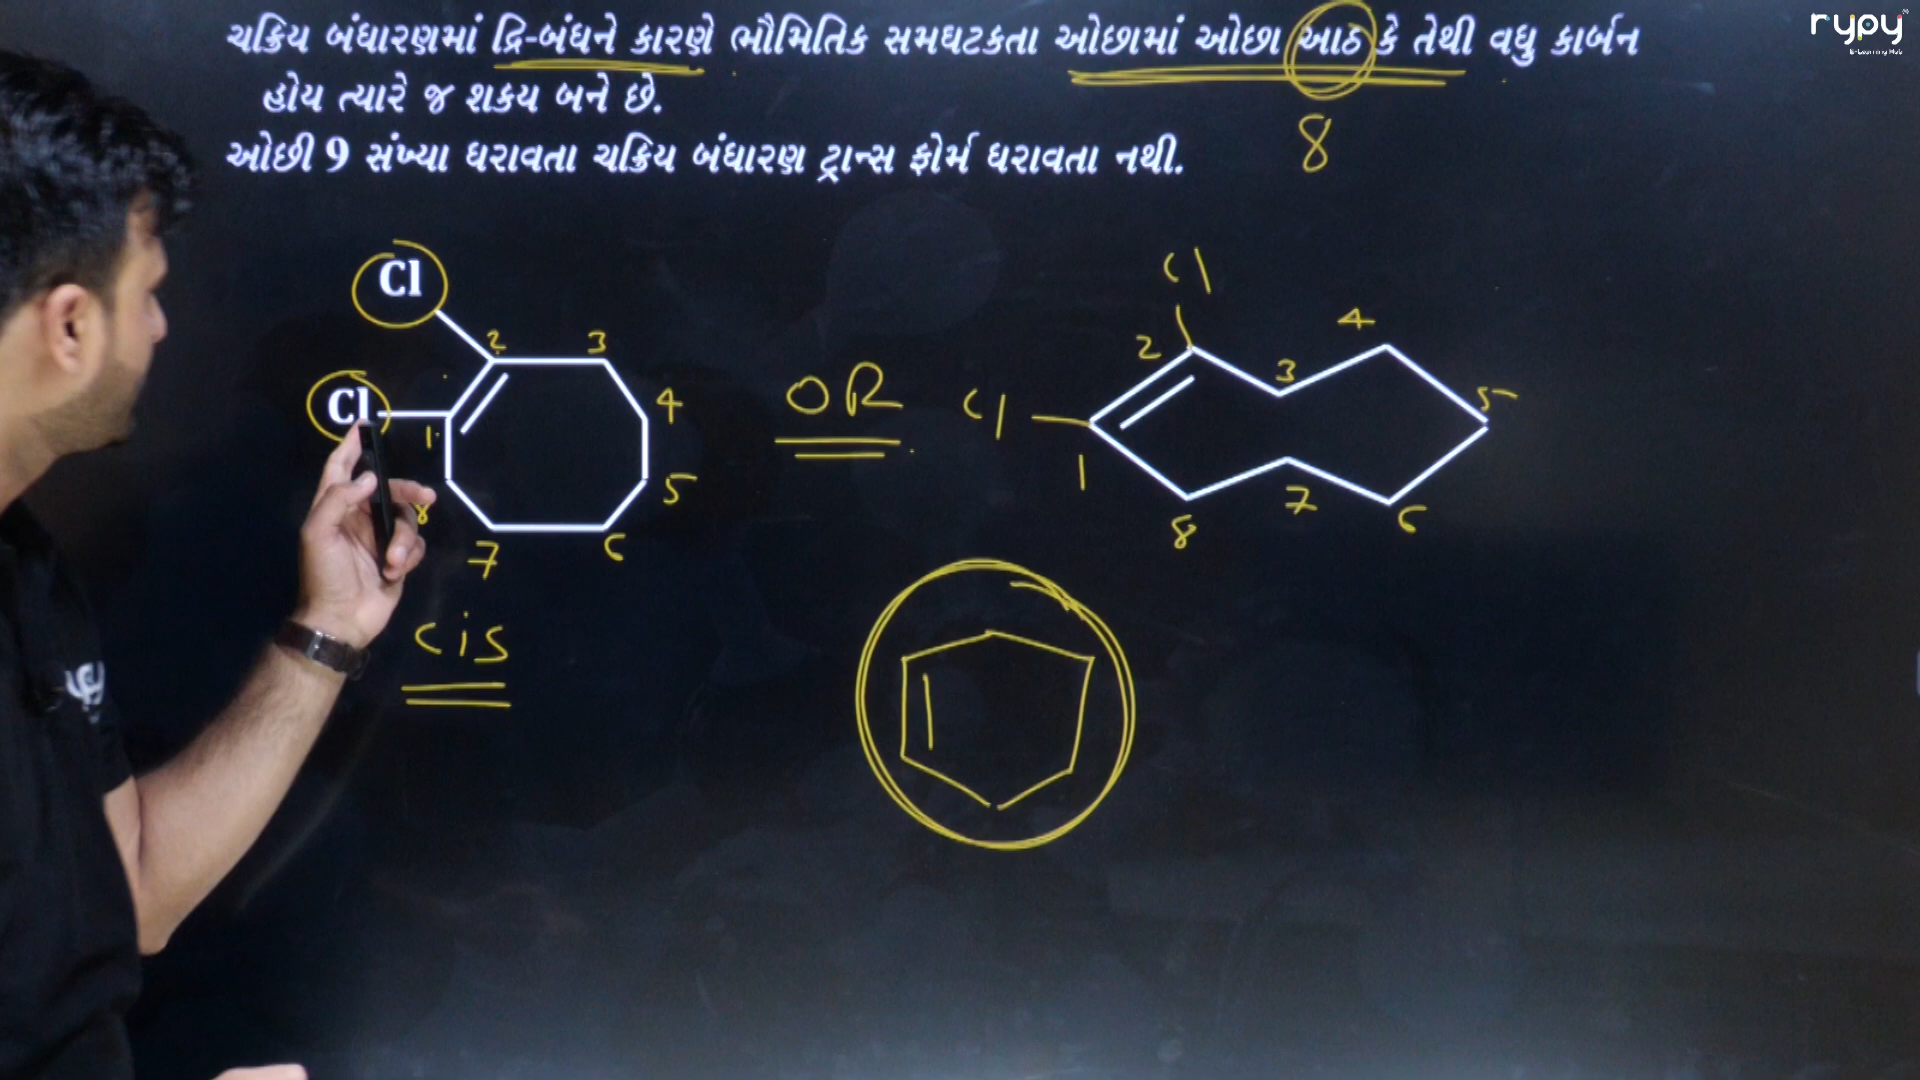 ચક્રિય બંધારણમાં દ્રિ-બંધને કારણે ભૌમિતિક સમઘટકતા ઓછામાં ઓછા આઠ કે તેથી વધુ કાર્બન
હોય ત્યારે જ શક્ય બને છે.
8
ઓછી 9 સંખ્યા ધરાવતા ચક્રિય બંધારણ ટ્રાન્સ ફોર્મ ધરાવતા નથી.
rypy
E-Learning Hub
Cl
2 3
Cl
1 4
8 5
7 6
cis
OR
Cl
2 3 4
Cl 5
1
8 7 6